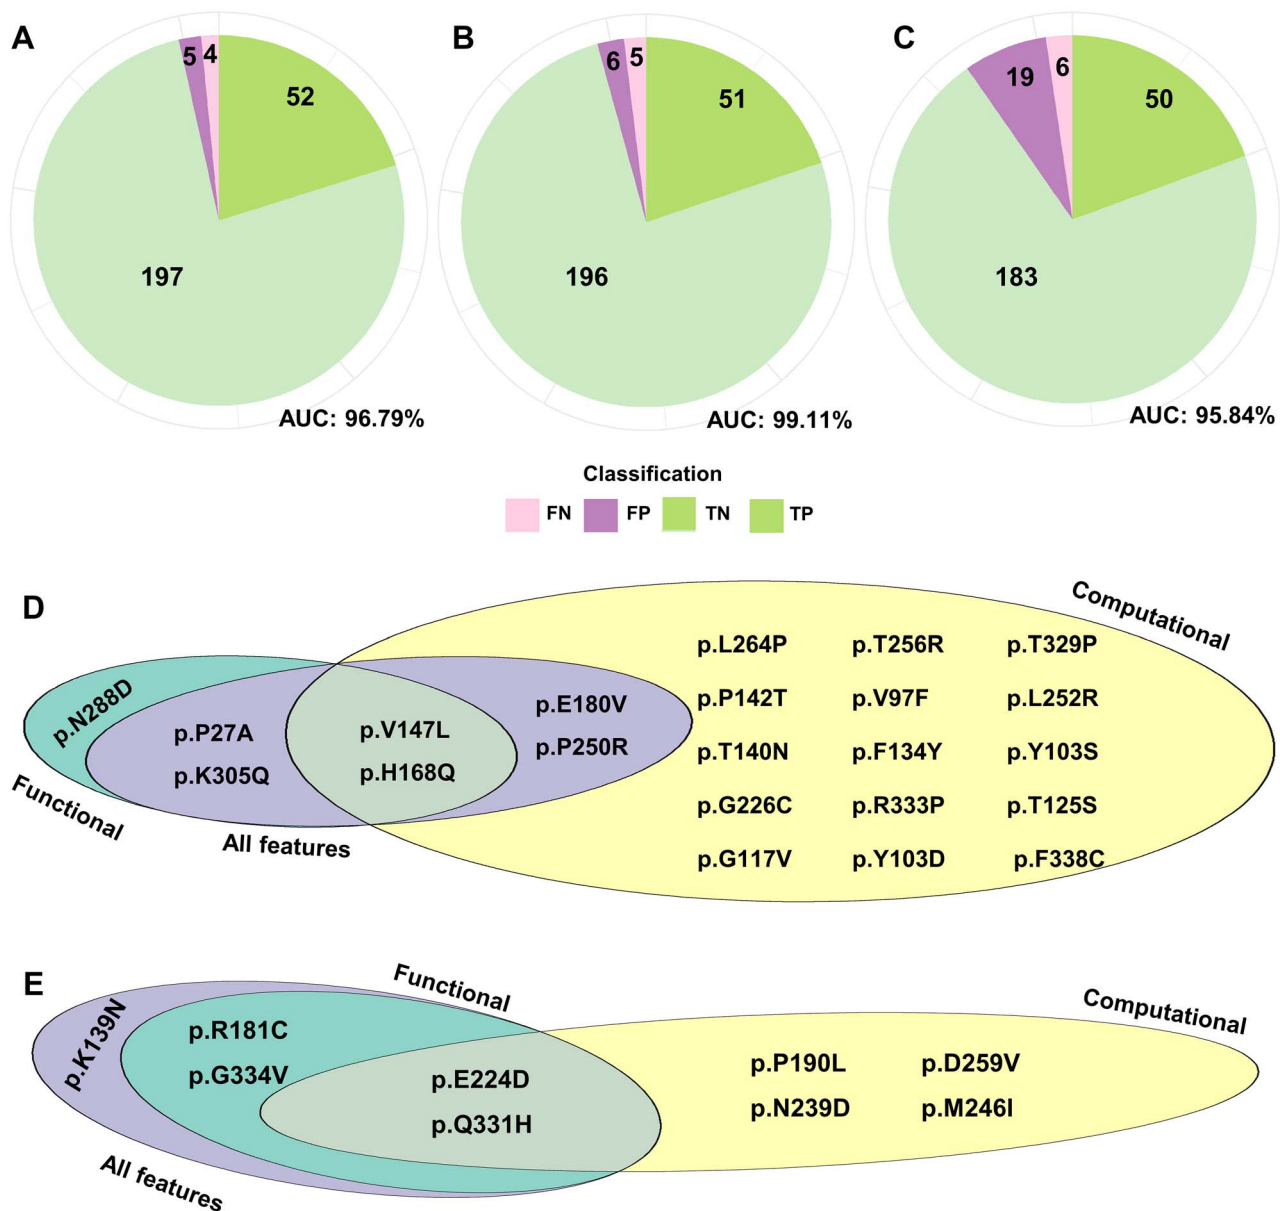 A
5
4
52
197
AUC: 96.79%
B
6
5
51
196
AUC: 99.11%
C
19
6
50
183
AUC: 95.84%
Classification
FN FP TN TP
D
Computational
p.L264P p.T256R p.T329P
p.N288D
p.E180V
p.P142T p.V97F p.L252R
p.P27A p.V147L
p.P250R
p.T140N p.F134Y p.Y103S
p.K305Q p.H168Q
p.G226C p.R333P p.T125S
Functional
All features
p.G117V p.Y103D p.F338C
E
Functional
Computational
p.K139N
p.R181C
p.G334V
p.E224D
p.Q331H
p.P190L p.D259V
p.N239D p.M246I
All features